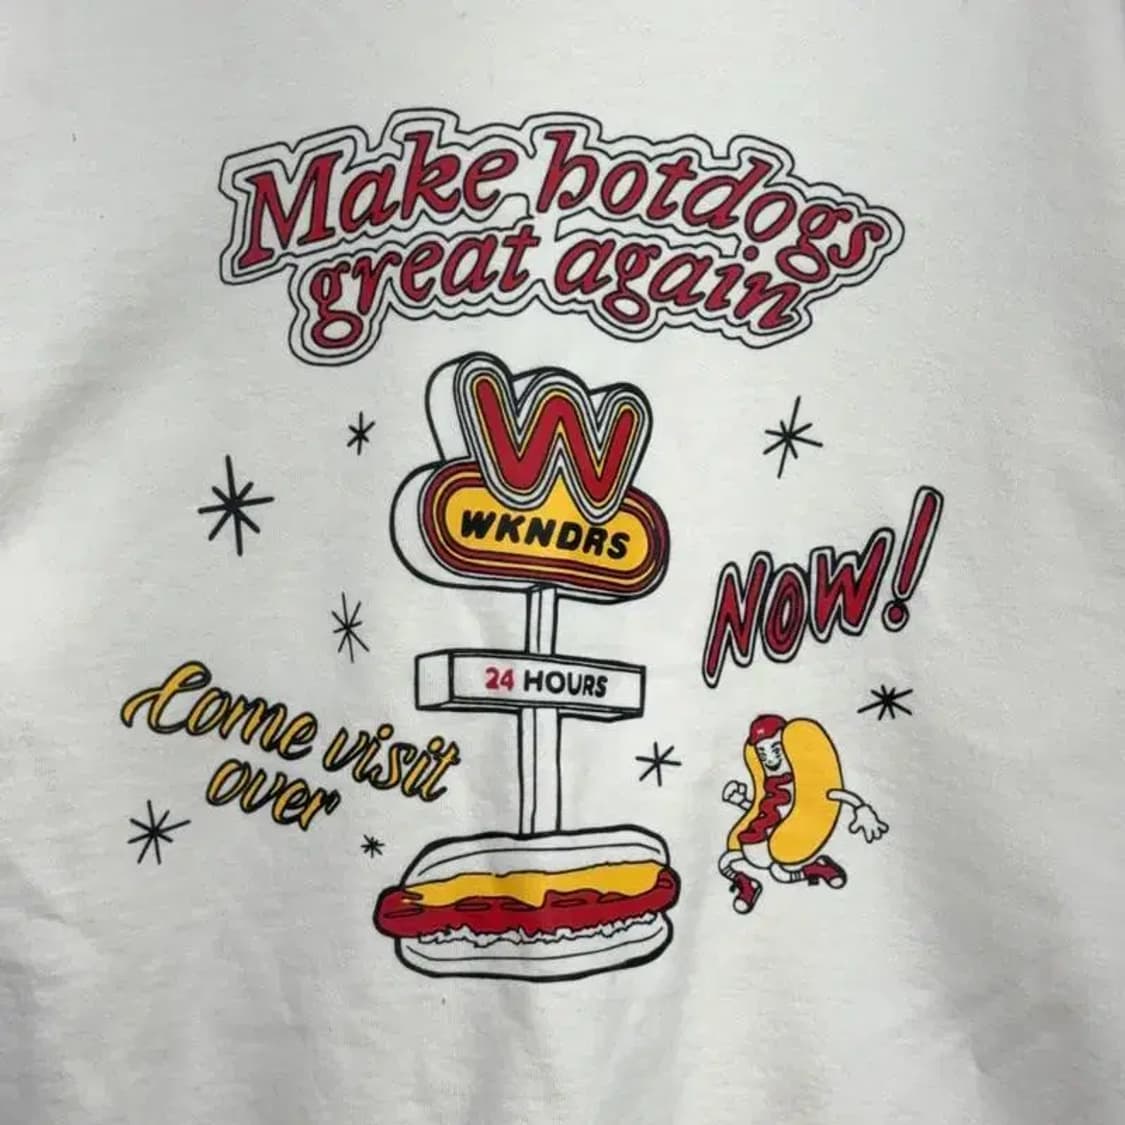 Make hotdogs
great again
W
WKNDRS
NOW!
24 HOURS
Come visit
over